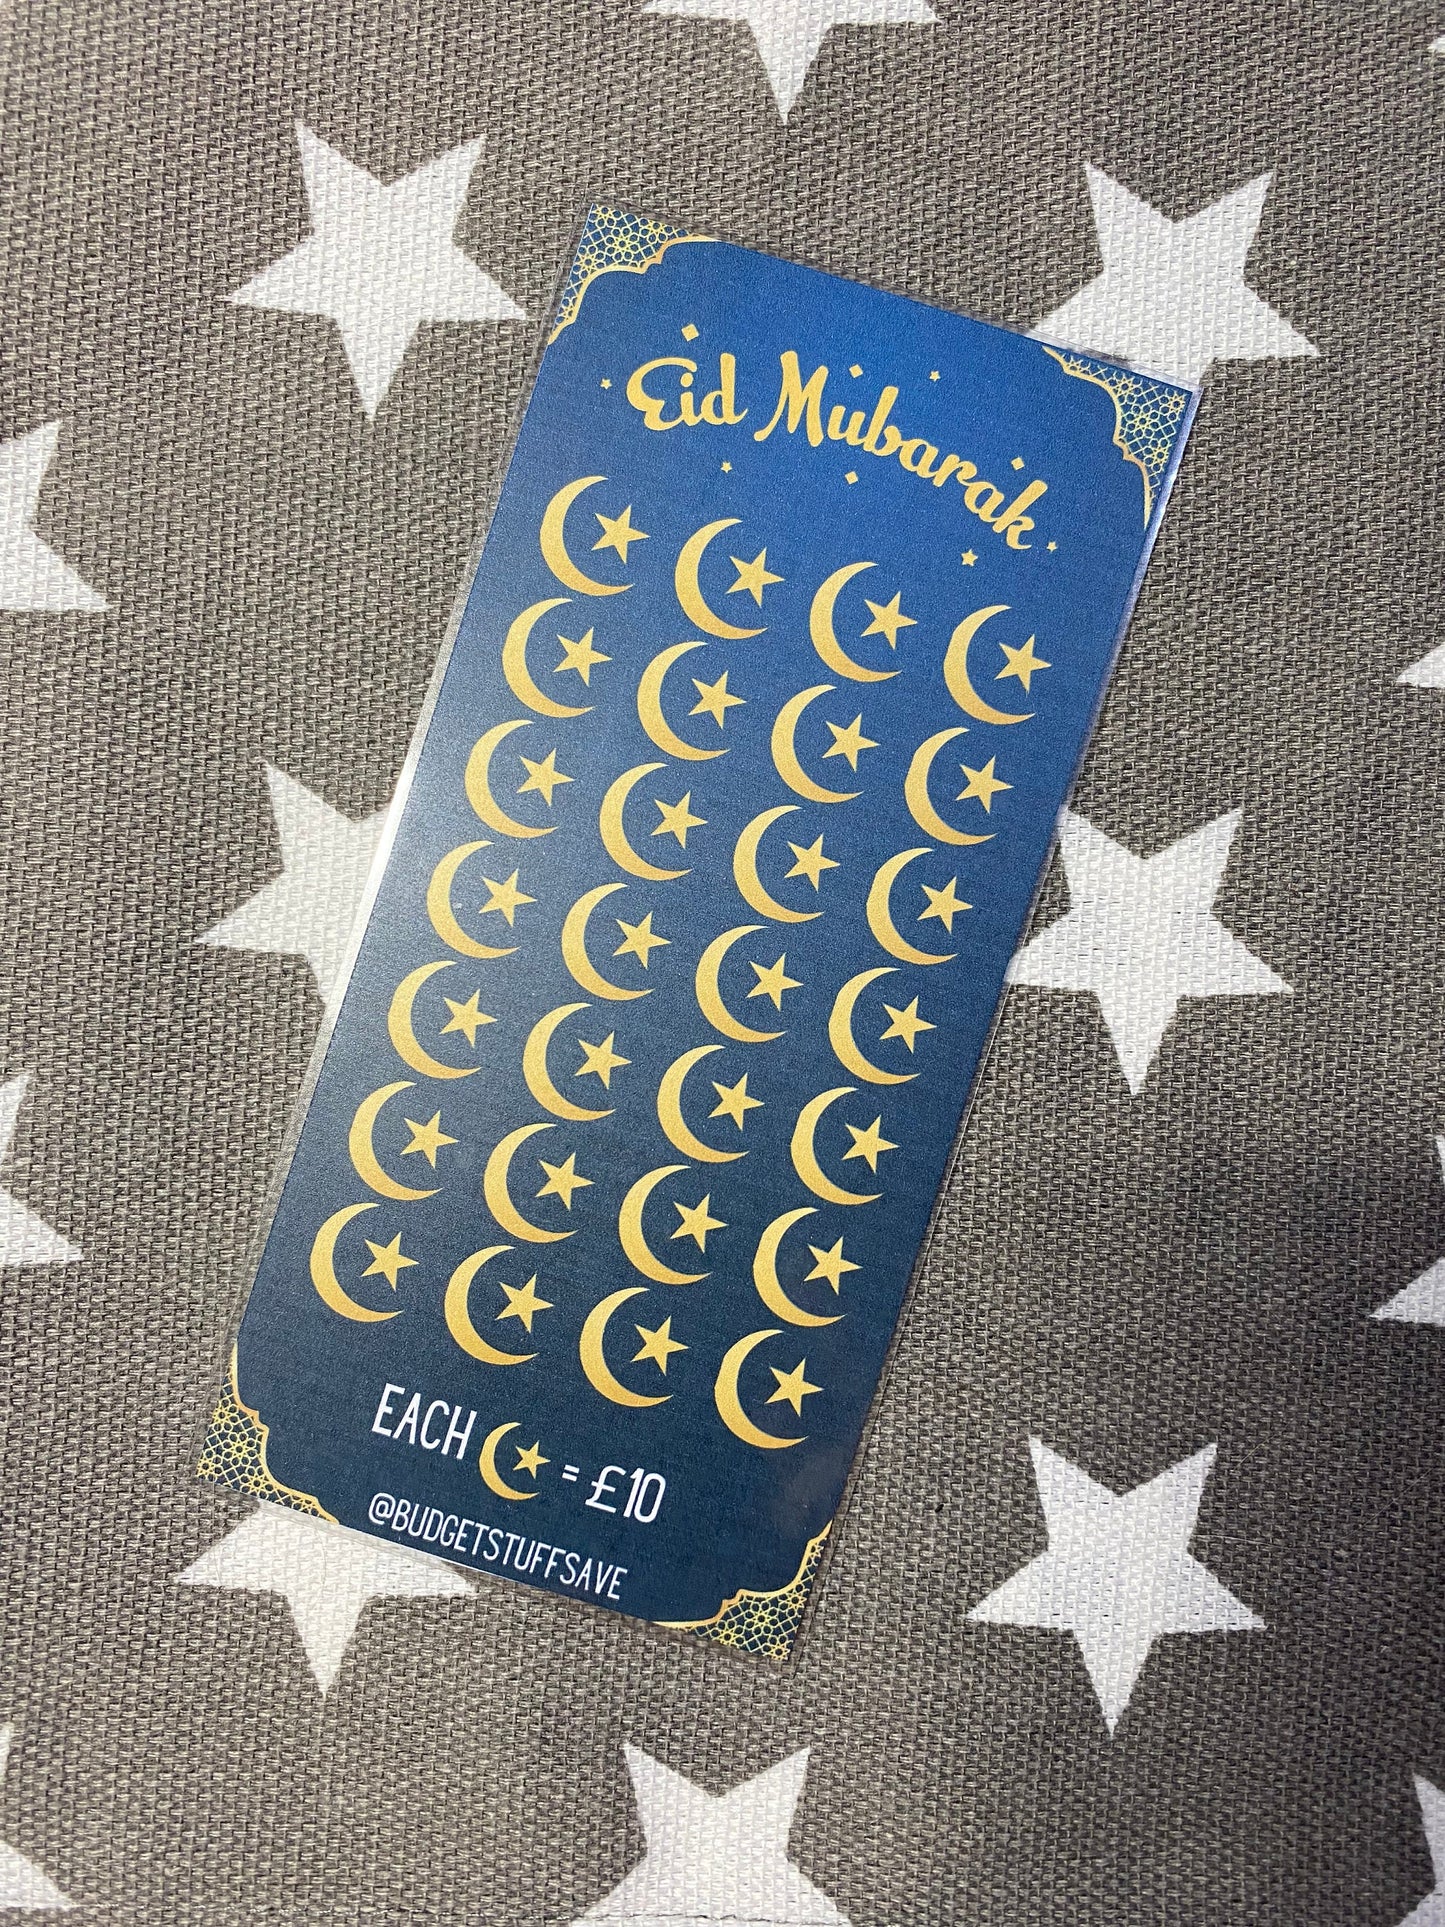 Eid Mubarak
EACH = £10
@BUDGETSTUFFSAVE